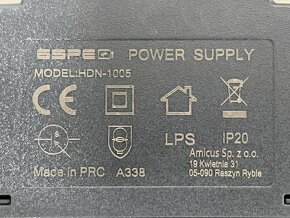 ESPE POWER SUPPLY
MODEL:HDN-1005
CE
LPS IP20
Made in PRC A338
Amicus Sp. z o.o.
19 Kwietnia 31
05-090 Raszyn Rybie